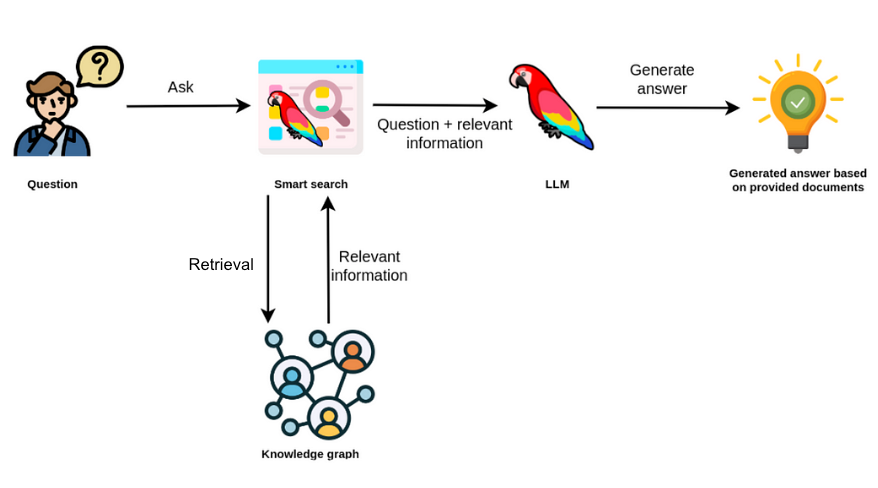 ?
Ask
Question + relevant
information
Generate
answer
Question
Smart search
LLM
Generated answer based
on provided documents
Retrieval
Relevant
information
Knowledge graph